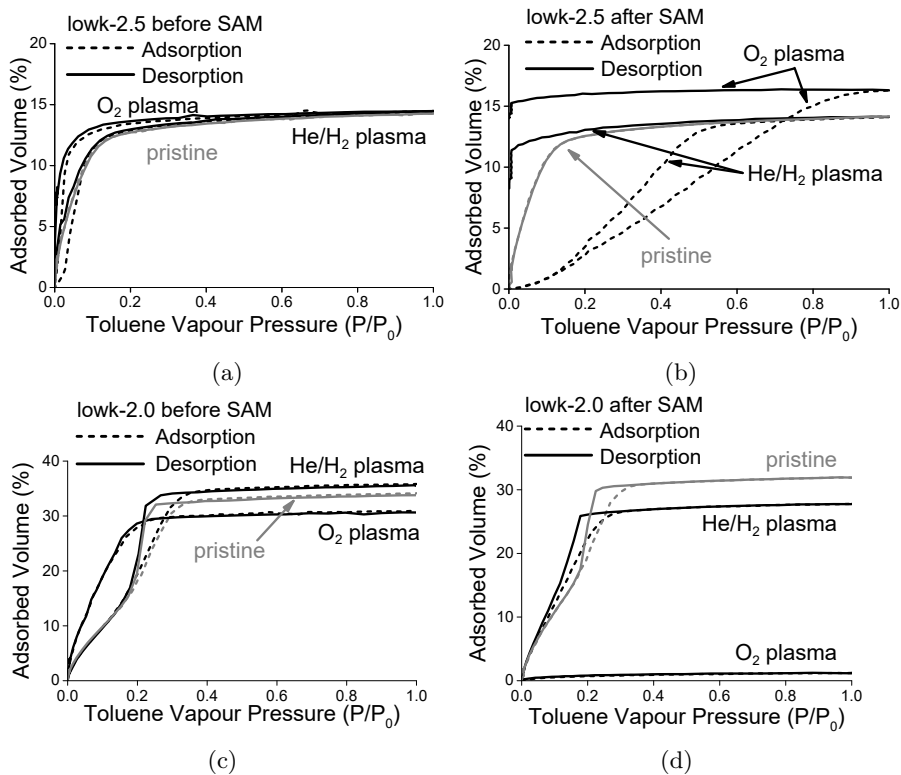 lowk-2.5 before SAM
Adsorption
Desorption
O2 plasma
pristine
He/H2 plasma
Adsorbed Volume (%)
20
15
10
5
0
0.0 0.2 0.4 0.6 0.8 1.0
Toluene Vapour Pressure (P/P0)
(a)
lowk-2.5 after SAM
Adsorption
Desorption
O2 plasma
He/H2 plasma
pristine
Adsorbed Volume (%)
20
15
10
5
0
0.0 0.2 0.4 0.6 0.8 1.0
Toluene Vapour Pressure (P/P0)
(b)
lowk-2.0 before SAM
Adsorption
Desorption
He/H2 plasma
O2 plasma
pristine
Adsorbed Volume (%)
40
30
20
10
0
0.0 0.2 0.4 0.6 0.8 1.0
Toluene Vapour Pressure (P/P0)
(c)
lowk-2.0 after SAM
Adsorption
Desorption
pristine
He/H2 plasma
O2 plasma
Adsorbed Volume (%)
40
30
20
10
0
0.0 0.2 0.4 0.6 0.8 1.0
Toluene Vapour Pressure (P/P0)
(d)